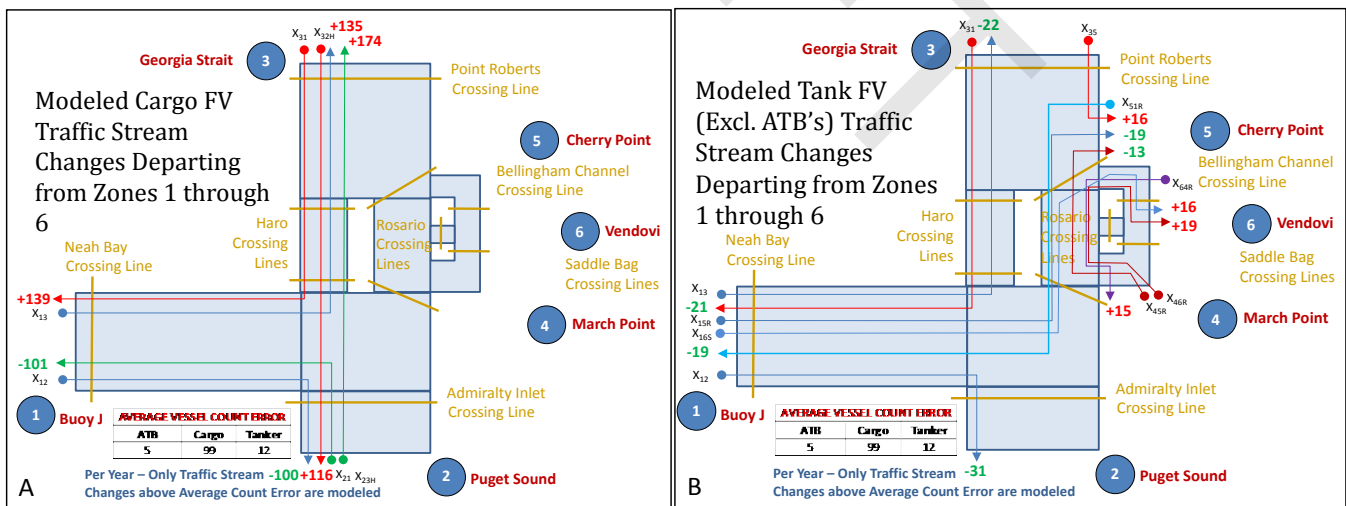 X31 X32H +135
+174
Georgia Strait 3
Point Roberts
Crossing Line
Modeled Cargo FV
Traffic Stream
Changes Departing
from Zones 1 through
6
5 Cherry Point
Bellingham Channel
Crossing Line
Haro
Crossing
Lines
Rosario
Crossing
Lines
6 Vendovi
Saddle Bag
Crossing Lines
Neah Bay
Crossing Line
+139
X13
4 March Point
-101
X12
Admiralty Inlet
Crossing Line
1 Buoy J
AVERAGE VESSEL COUNT ERROR
ATB Cargo Tanker
5 99 12
A
Per Year – Only Traffic Stream -100 +116 X21 X23H
Changes above Average Count Error are modeled
2 Puget Sound
X31 -22
X35
Georgia Strait 3
Point Roberts
Crossing Line
Modeled Tank FV
(Excl. ATB's) Traffic
Stream Changes
Departing from Zones
1 through 6
X51R
+16
-19
-13
5 Cherry Point
Bellingham Channel
Crossing Line
X64R
+16
+19
Haro
Crossing
Lines
Rosario
Crossing
Lines
6 Vendovi
Saddle Bag
Crossing Lines
Neah Bay
Crossing Line
X13
-21
X15R
X16S
-19
X12
+15
X45R
X46R
4 March Point
Admiralty Inlet
Crossing Line
1 Buoy J
AVERAGE VESSEL COUNT ERROR
ATB Cargo Tanker
5 99 12
B
Per Year – Only Traffic Stream -31
Changes above Average Count Error are modeled
2 Puget Sound